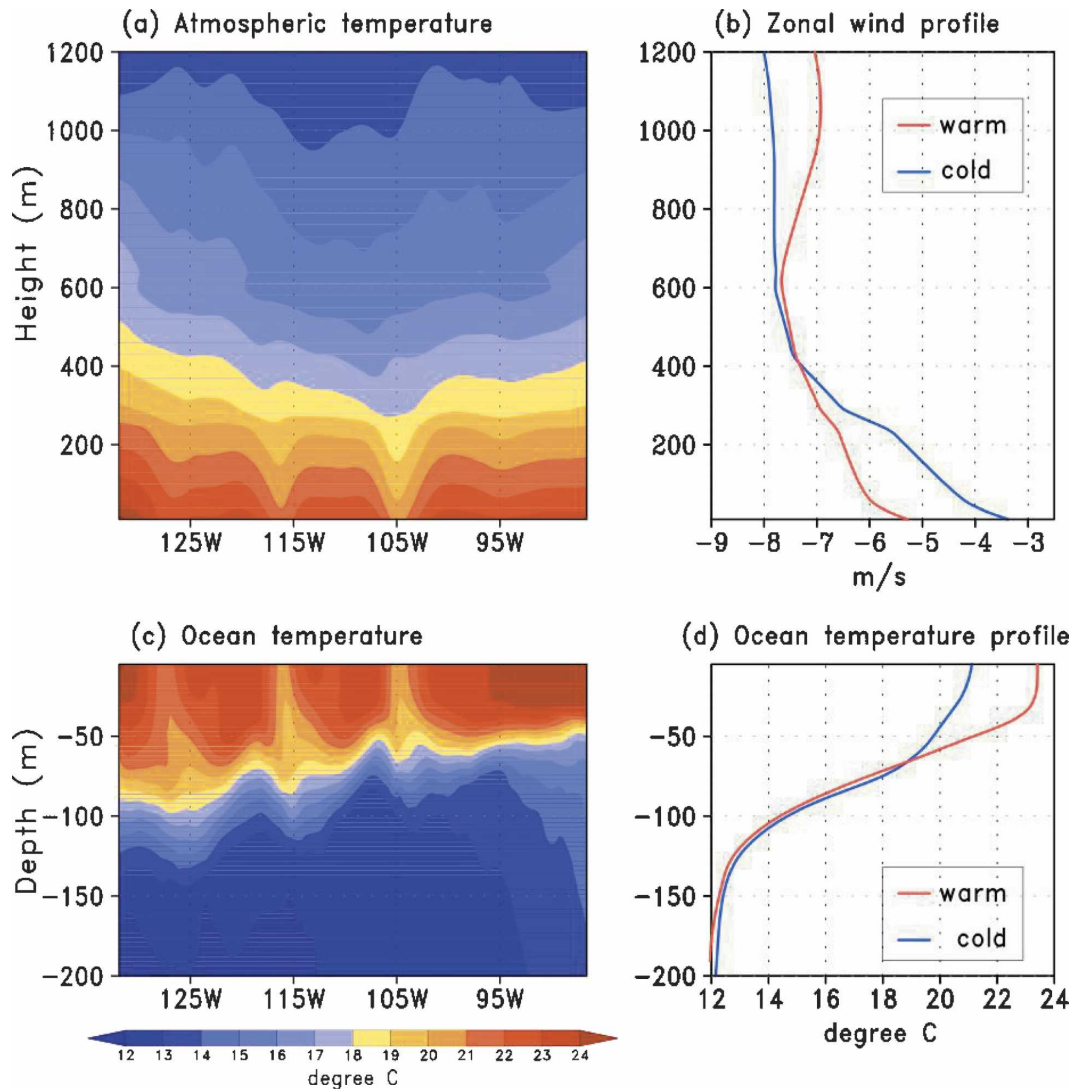 (a) Atmospheric temperature
1200
1000
800
600
400
200
Height (m)
125W 115W 105W 95W
(b) Zonal wind profile
1200
1000
800
600
400
200
warm
cold
-9 -8 -7 -6 -5 -4 -3
m/s
(c) Ocean temperature
-50
-100
-150
-200
Depth (m)
125W 115W 105W 95W
12 13 14 15 16 17 18 19 20 21 22 23 24
degree C
(d) Ocean temperature profile
-50
-100
-150
-200
warm
cold
12 14 16 18 20 22 24
degree C